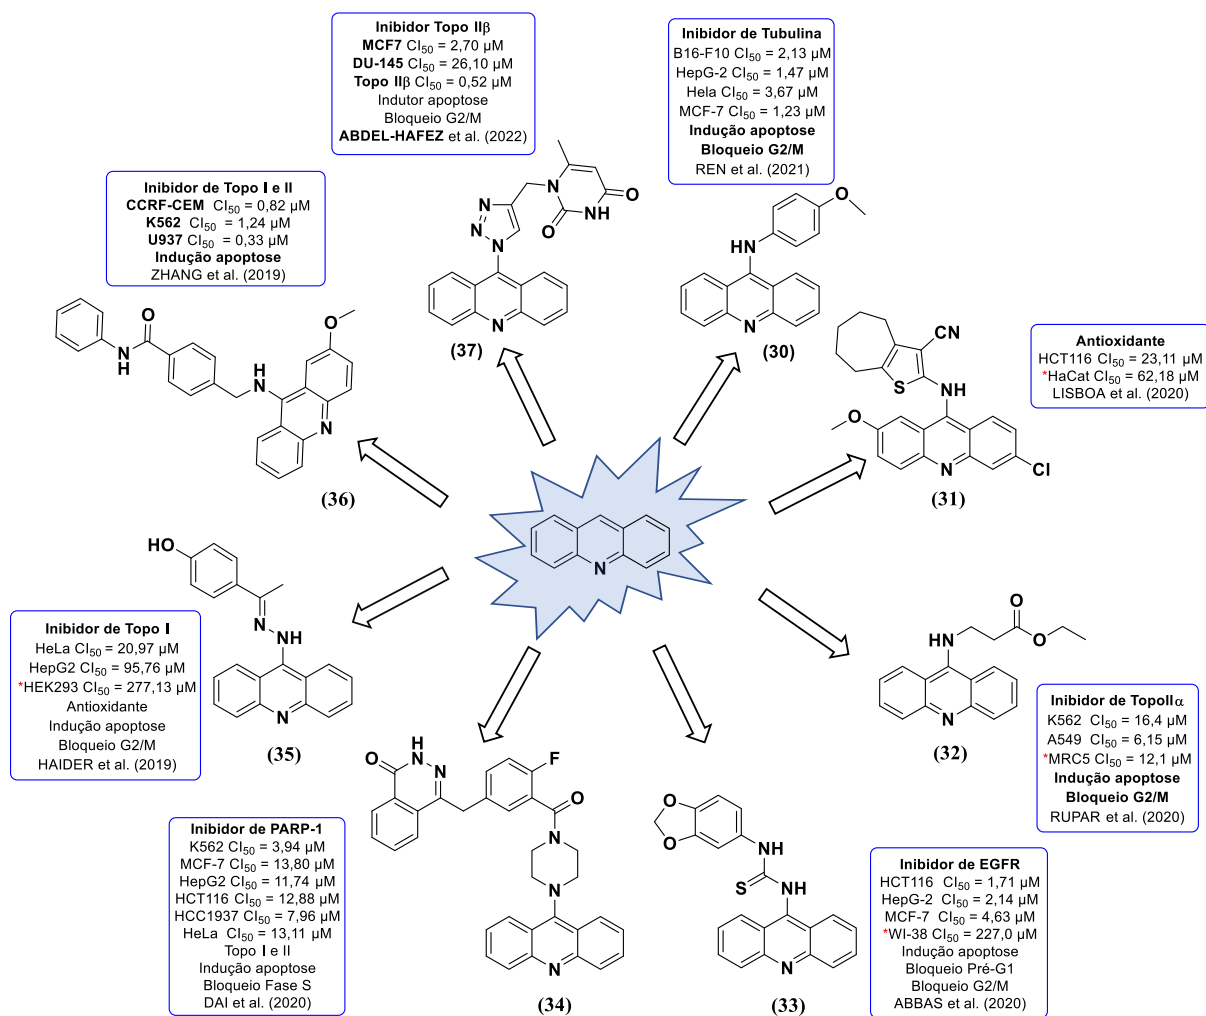 Inibidor Topo IIβ
MCF7 CI50 = 2,70 µM
DU-145 CI50 = 26,10 µM
Topo IIβ CI50 = 0,52 µM
Indutor apoptose
Bloqueio G2/M
ABDEL-HAFEZ et al. (2022)
N
N
N
N
O
NH
O
N
(37)
Inibidor de Tubulina
B16-F10 CI50 = 2,13 µM
HepG-2 CI50 = 1,47 µM
Hela CI50 = 3,67 µM
MCF-7 CI50 = 1,23 µM
Indução apoptose
Bloqueio G2/M
REN et al. (2021)
O
HN
N
(30)
Antioxidante
HCT116 CI50 = 23,11 µM
*HaCat CI50 = 62,18 µM
LISBOA et al. (2020)
CN
S
NH
O
N
Cl
(31)
Inibidor de Topo I e II
CCRF-CEM CI50 = 0,82 µM
K562 CI50 = 1,24 µM
U937 CI50 = 0,33 µM
Indução apoptose
ZHANG et al. (2019)
O
N
H
NH
O
N
(36)
N
HO
N
NH
N
(35)
Inibidor de Topo I
HeLa CI50 = 20,97 µM
HepG2 CI50 = 95,76 µM
*HEK293 CI50 = 277,13 µM
Antioxidante
Indução apoptose
Bloqueio G2/M
HAIDER et al. (2019)
O
O
HN
N
(32)
Inibidor de TopoIIα
K562 CI50 = 16,4 µM
A549 CI50 = 6,15 µM
*MRC5 CI50 = 12,1 µM
Indução apoptose
Bloqueio G2/M
RUPAR et al. (2020)
Inibidor de PARP-1
K562 CI50 = 3,94 µM
MCF-7 CI50 = 13,80 µM
HepG2 CI50 = 11,74 µM
HCT116 CI50 = 12,88 µM
HCC1937 CI50 = 7,96 µM
HeLa CI50 = 13,11 µM
Topo I e II
Indução apoptose
Bloqueio Fase S
DAI et al. (2020)
H
O
N
N
F
O
N
N
N
(34)
O
O
NH
S
NH
N
(33)
Inibidor de EGFR
HCT116 CI50 = 1,71 µM
HepG-2 CI50 = 2,14 µM
MCF-7 CI50 = 4,63 µM
*WI-38 CI50 = 227,0 µM
Indução apoptose
Bloqueio Pré-G1
Bloqueio G2/M
ABBAS et al. (2020)